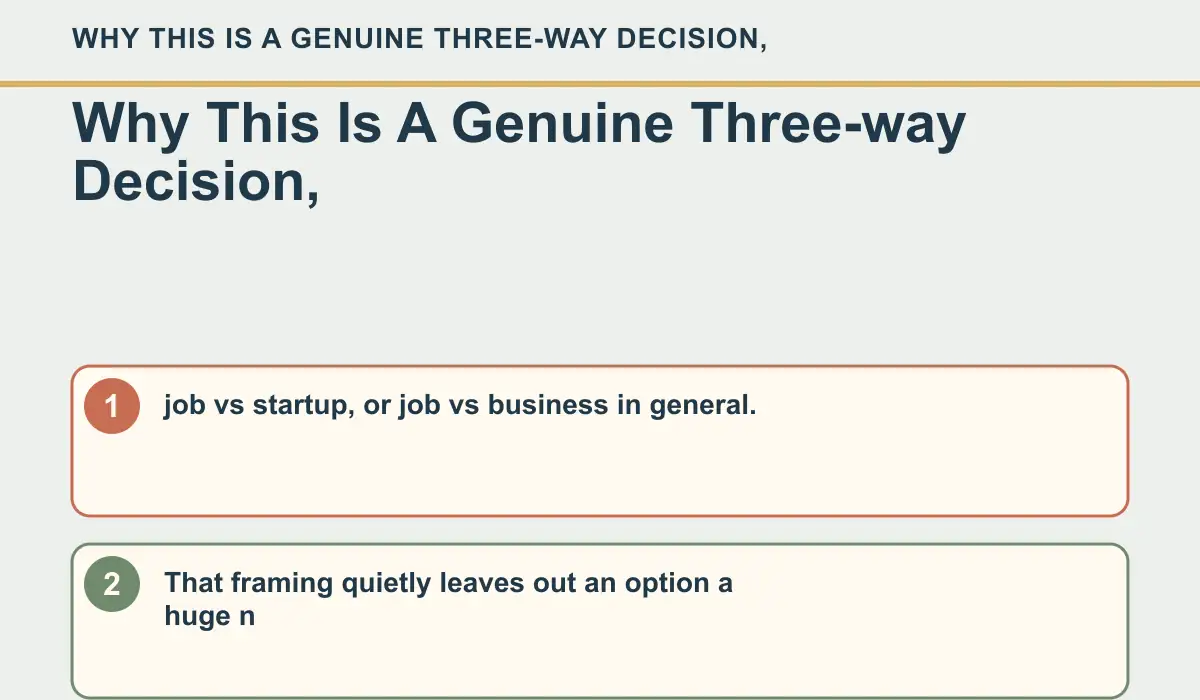 WHY THIS IS A GENUINE THREE-WAY DECISION,
Why This Is A Genuine Three-way
Decision,
1
job vs startup, or job vs business in general.
2
That framing quietly leaves out an option a
huge n